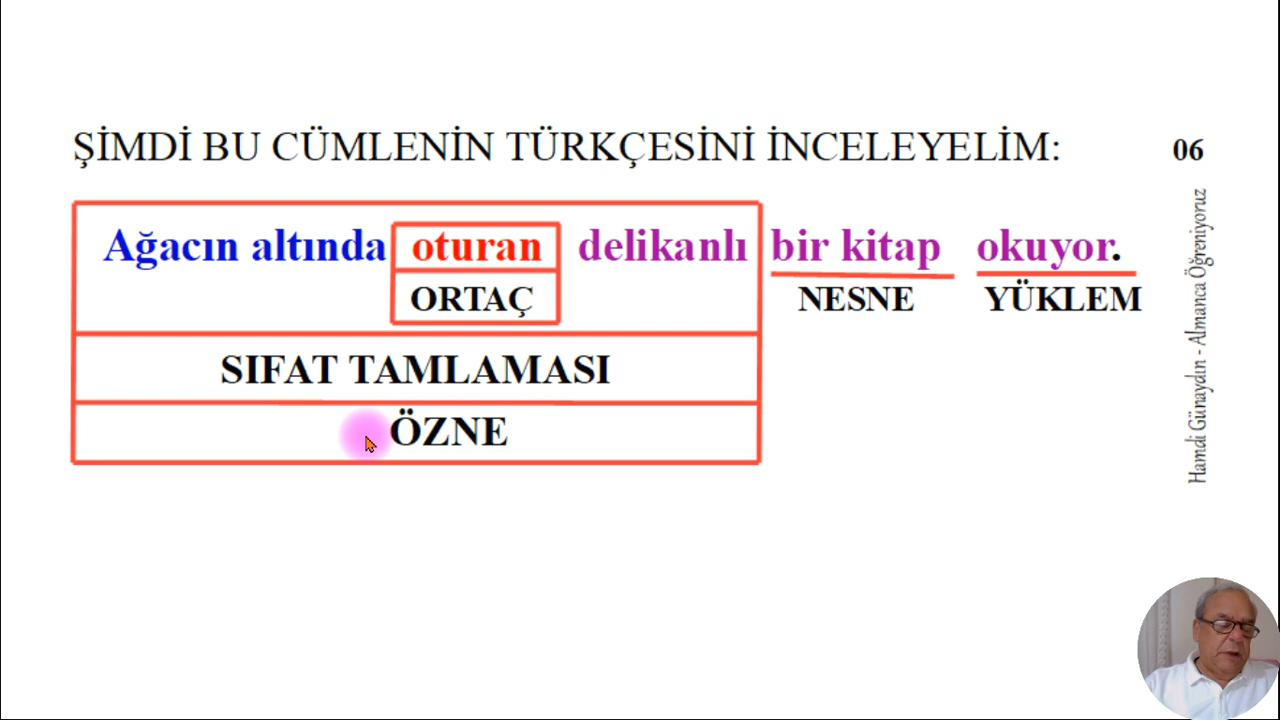 ŞİMDİ BU CÜMLENİN TÜRKÇESİNİ İNCELEYELİM:
06
Ağacın altında oturan delikanlı bir kitap okuyor.
ORTAÇ NESNE YÜKLEM
SIFAT TAMLAMASI
ÖZNE
Hamdi Günaydın - Almanca Öğreniyoruz